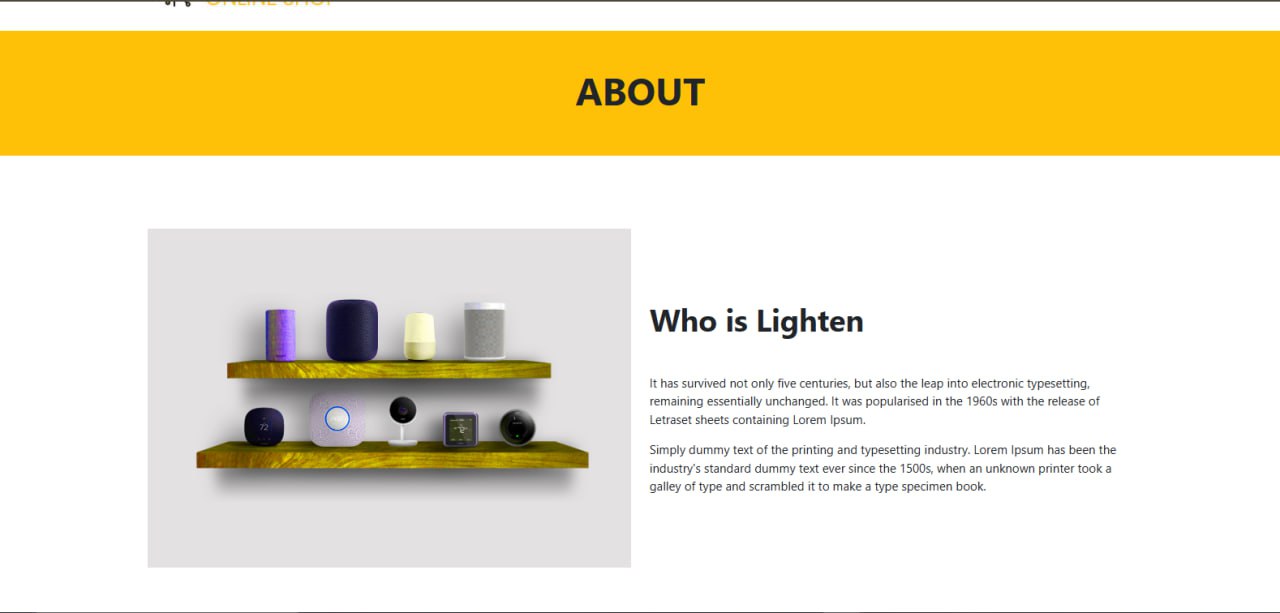 ONLINE SHOP
ABOUT
Who is Lighten
It has survived not only five centuries, but also the leap into electronic typesetting,
remaining essentially unchanged. It was popularised in the 1960s with the release of
Letraset sheets containing Lorem Ipsum.
Simply dummy text of the printing and typesetting industry. Lorem Ipsum has been the
industry's standard dummy text ever since the 1500s, when an unknown printer took a
galley of type and scrambled it to make a type specimen book.
72